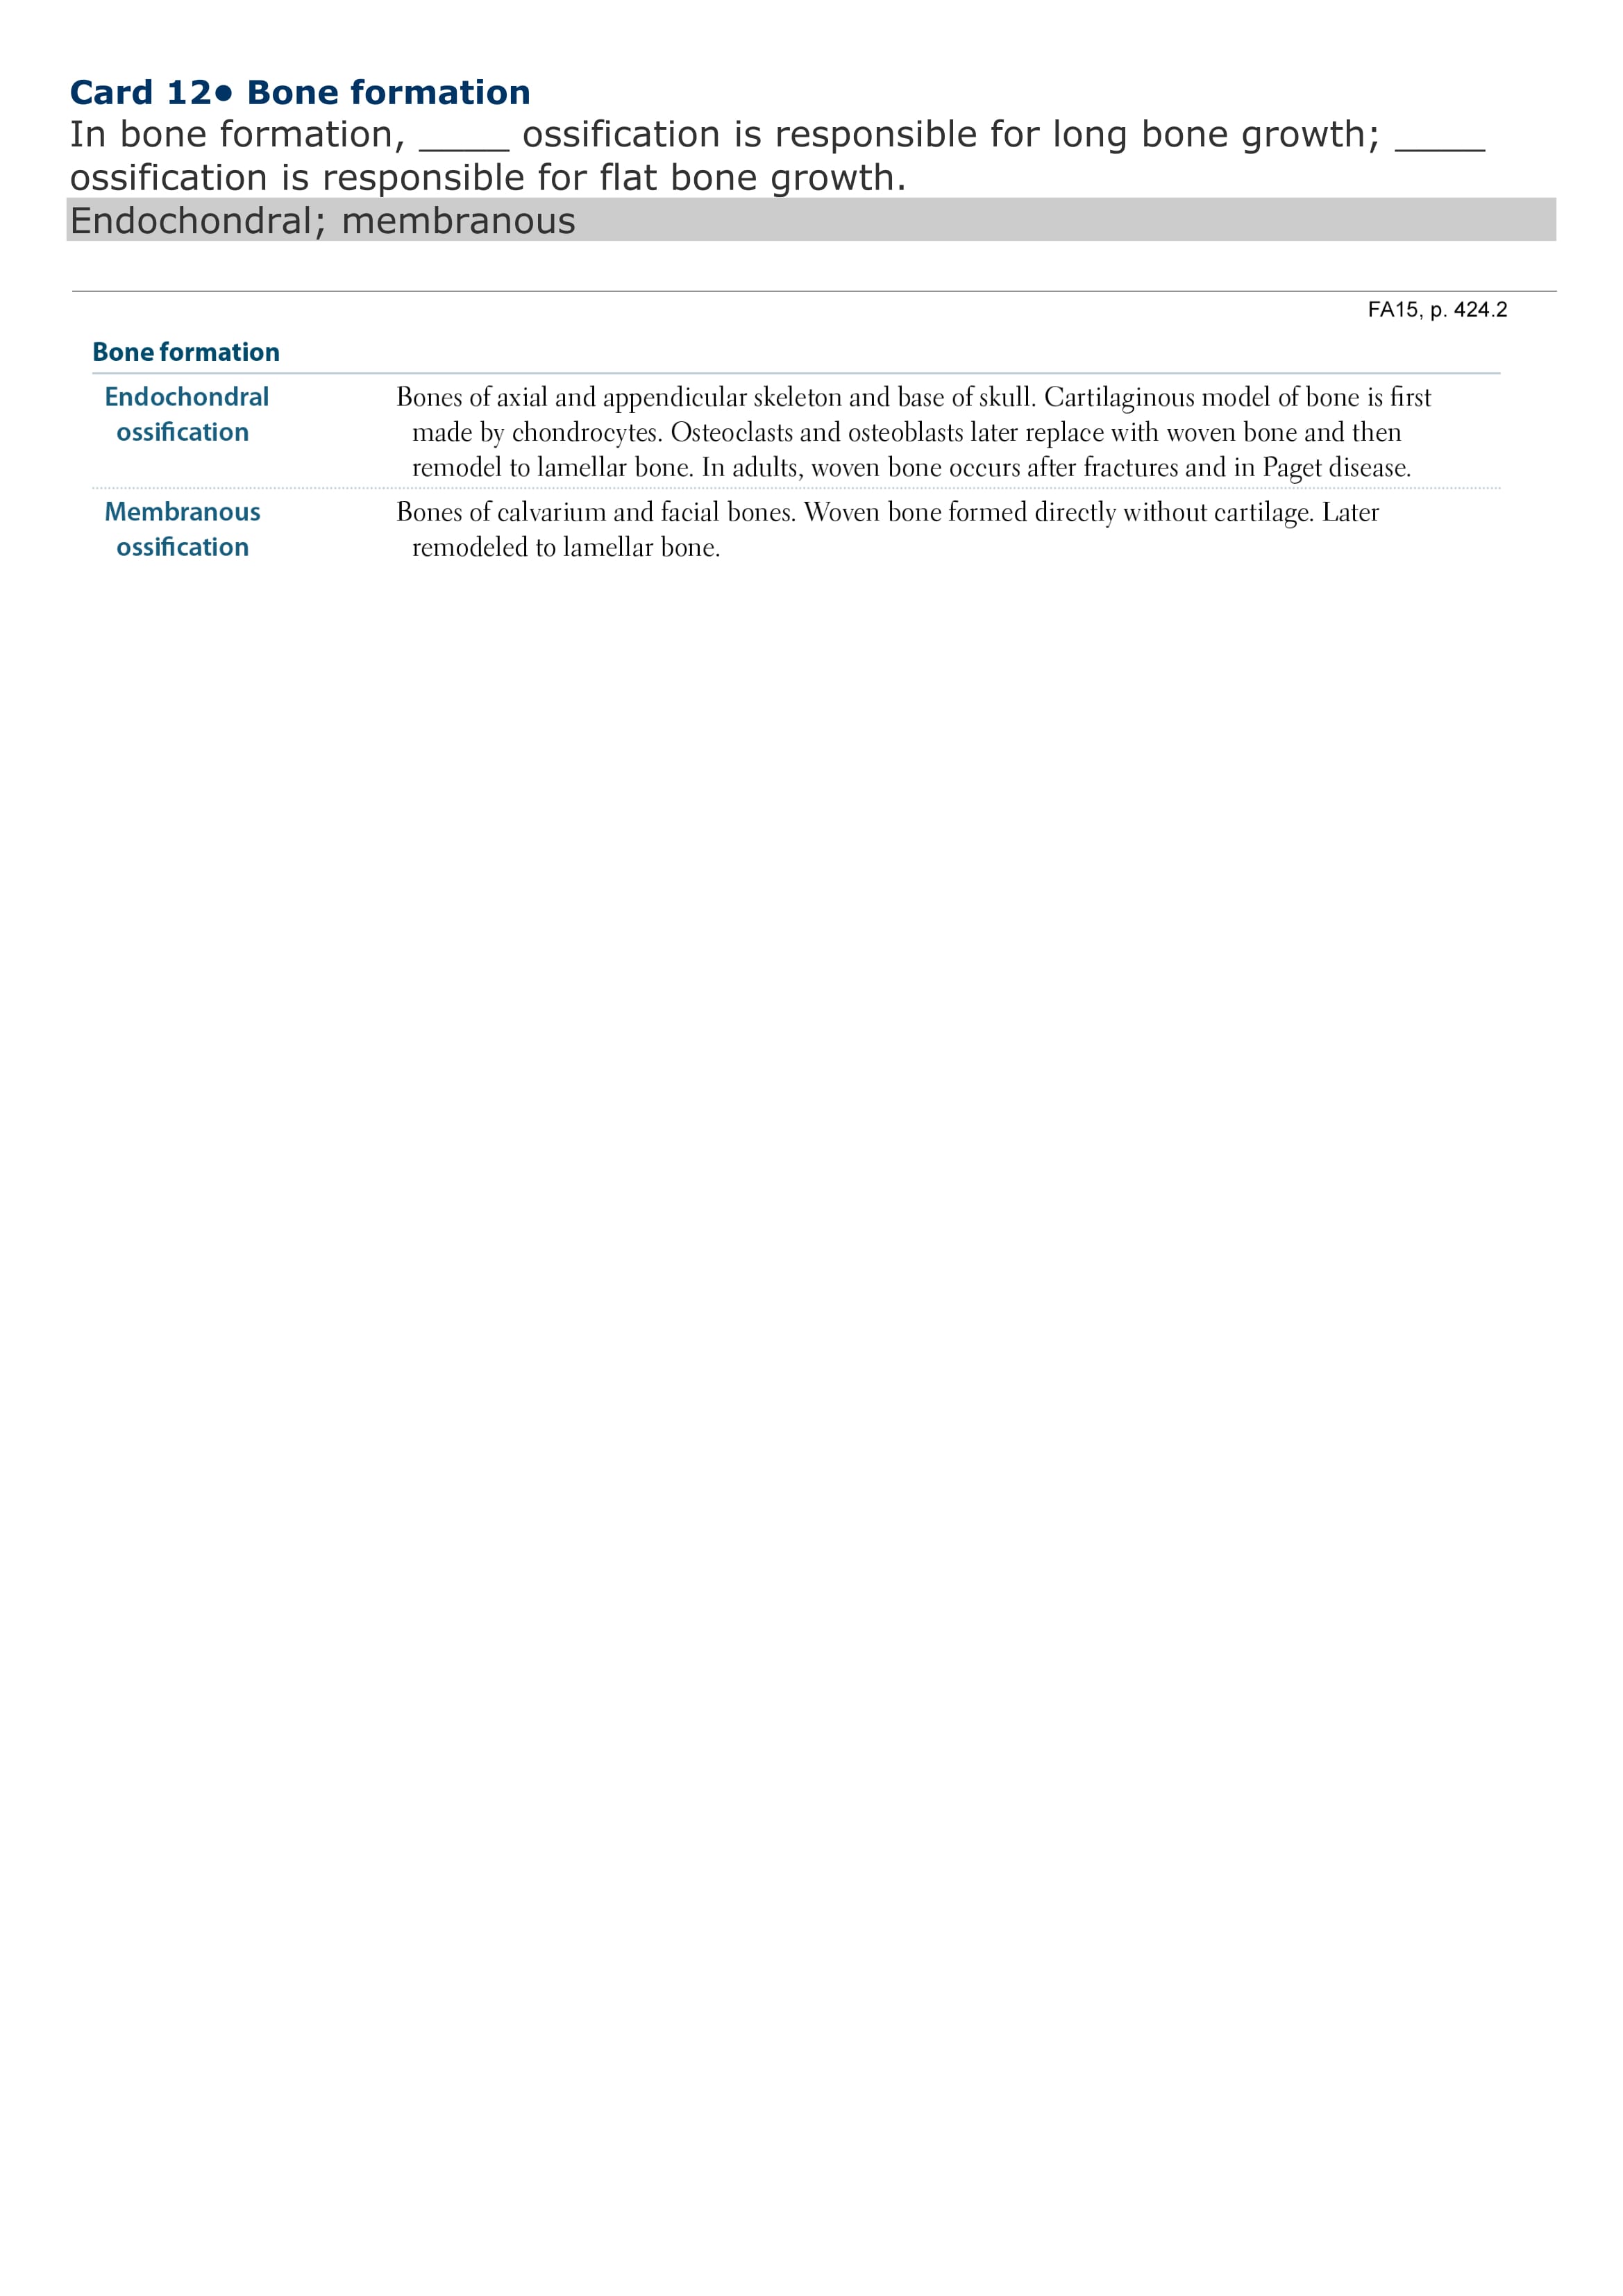 Card 12• Bone formation
In bone formation, _____ ossification is responsible for long bone growth; _____
ossification is responsible for flat bone growth.
Endochondral; membranous
FA15, p. 424.2
Bone formation
Endochondral
ossification
Bones of axial and appendicular skeleton and base of skull. Cartilaginous model of bone is first
made by chondrocytes. Osteoclasts and osteoblasts later replace with woven bone and then
remodel to lamellar bone. In adults, woven bone occurs after fractures and in Paget disease.
Membranous
ossification
Bones of calvarium and facial bones. Woven bone formed directly without cartilage. Later
remodeled to lamellar bone.